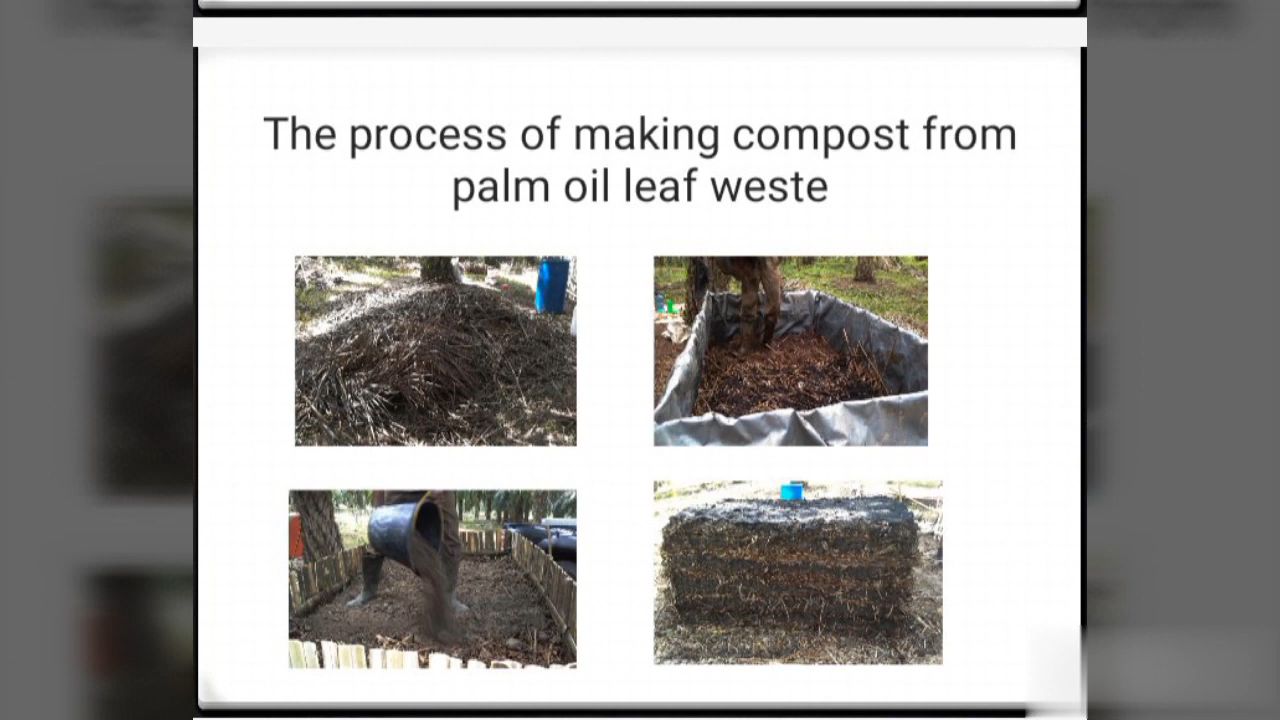 The process of making compost from
palm oil leaf weste